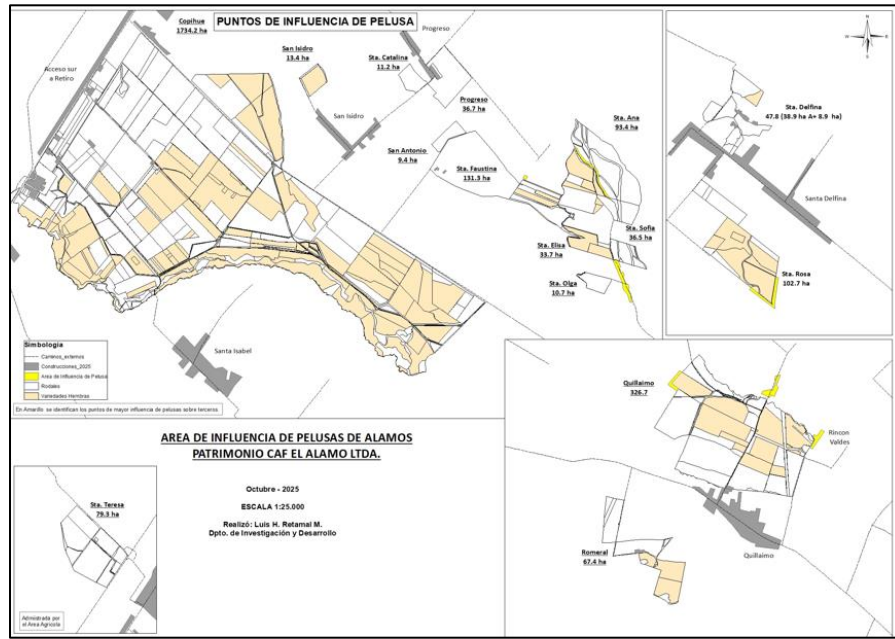 PUNTOS DE INFLUENCIA DE PELUSA
Copihue
1734.2 ha
Acceso sur
a Retiro
San Isidro
13.4 ha
Sta. Catalina
11.2 ha
Progreso
Progreso
36.7 ha
San Isidro
San Antonio
9.4 ha
Sta. Faustina
131.3 ha
Sta. Ana
93.4 ha
Sta. Sofia
36.5 ha
Sta. Elisa
33.7 ha
Sta. Olga
10.7 ha
Santa Isabel
Simbologia
Caminos_externos
Construcciones_2025
Area de Influencia de Pelusa
Rodales
Variedades Hembras
En Amarillo se identifican los puntos de mayor influencia de pelusas sobre terceros
N
W
E
S
Sta. Delfina
47.8 (38.9 ha A+ 8.9 ha)
Santa Delfina
Sta. Rosa
102.7 ha
AREA DE INFLUENCIA DE PELUSAS DE ALAMOS
PATRIMONIO CAF EL ALAMO LTDA.
Octubre - 2025
ESCALA 1:25.000
Realizó: Luis H. Retamal M.
Dpto. de Investigación y Desarrollo
Sta. Teresa
79.3 ha
Administrada por
el Area Agricola
Quillaimo
326.7
Rincon
Valdes
Quillaimo
Romeral
67.4 ha